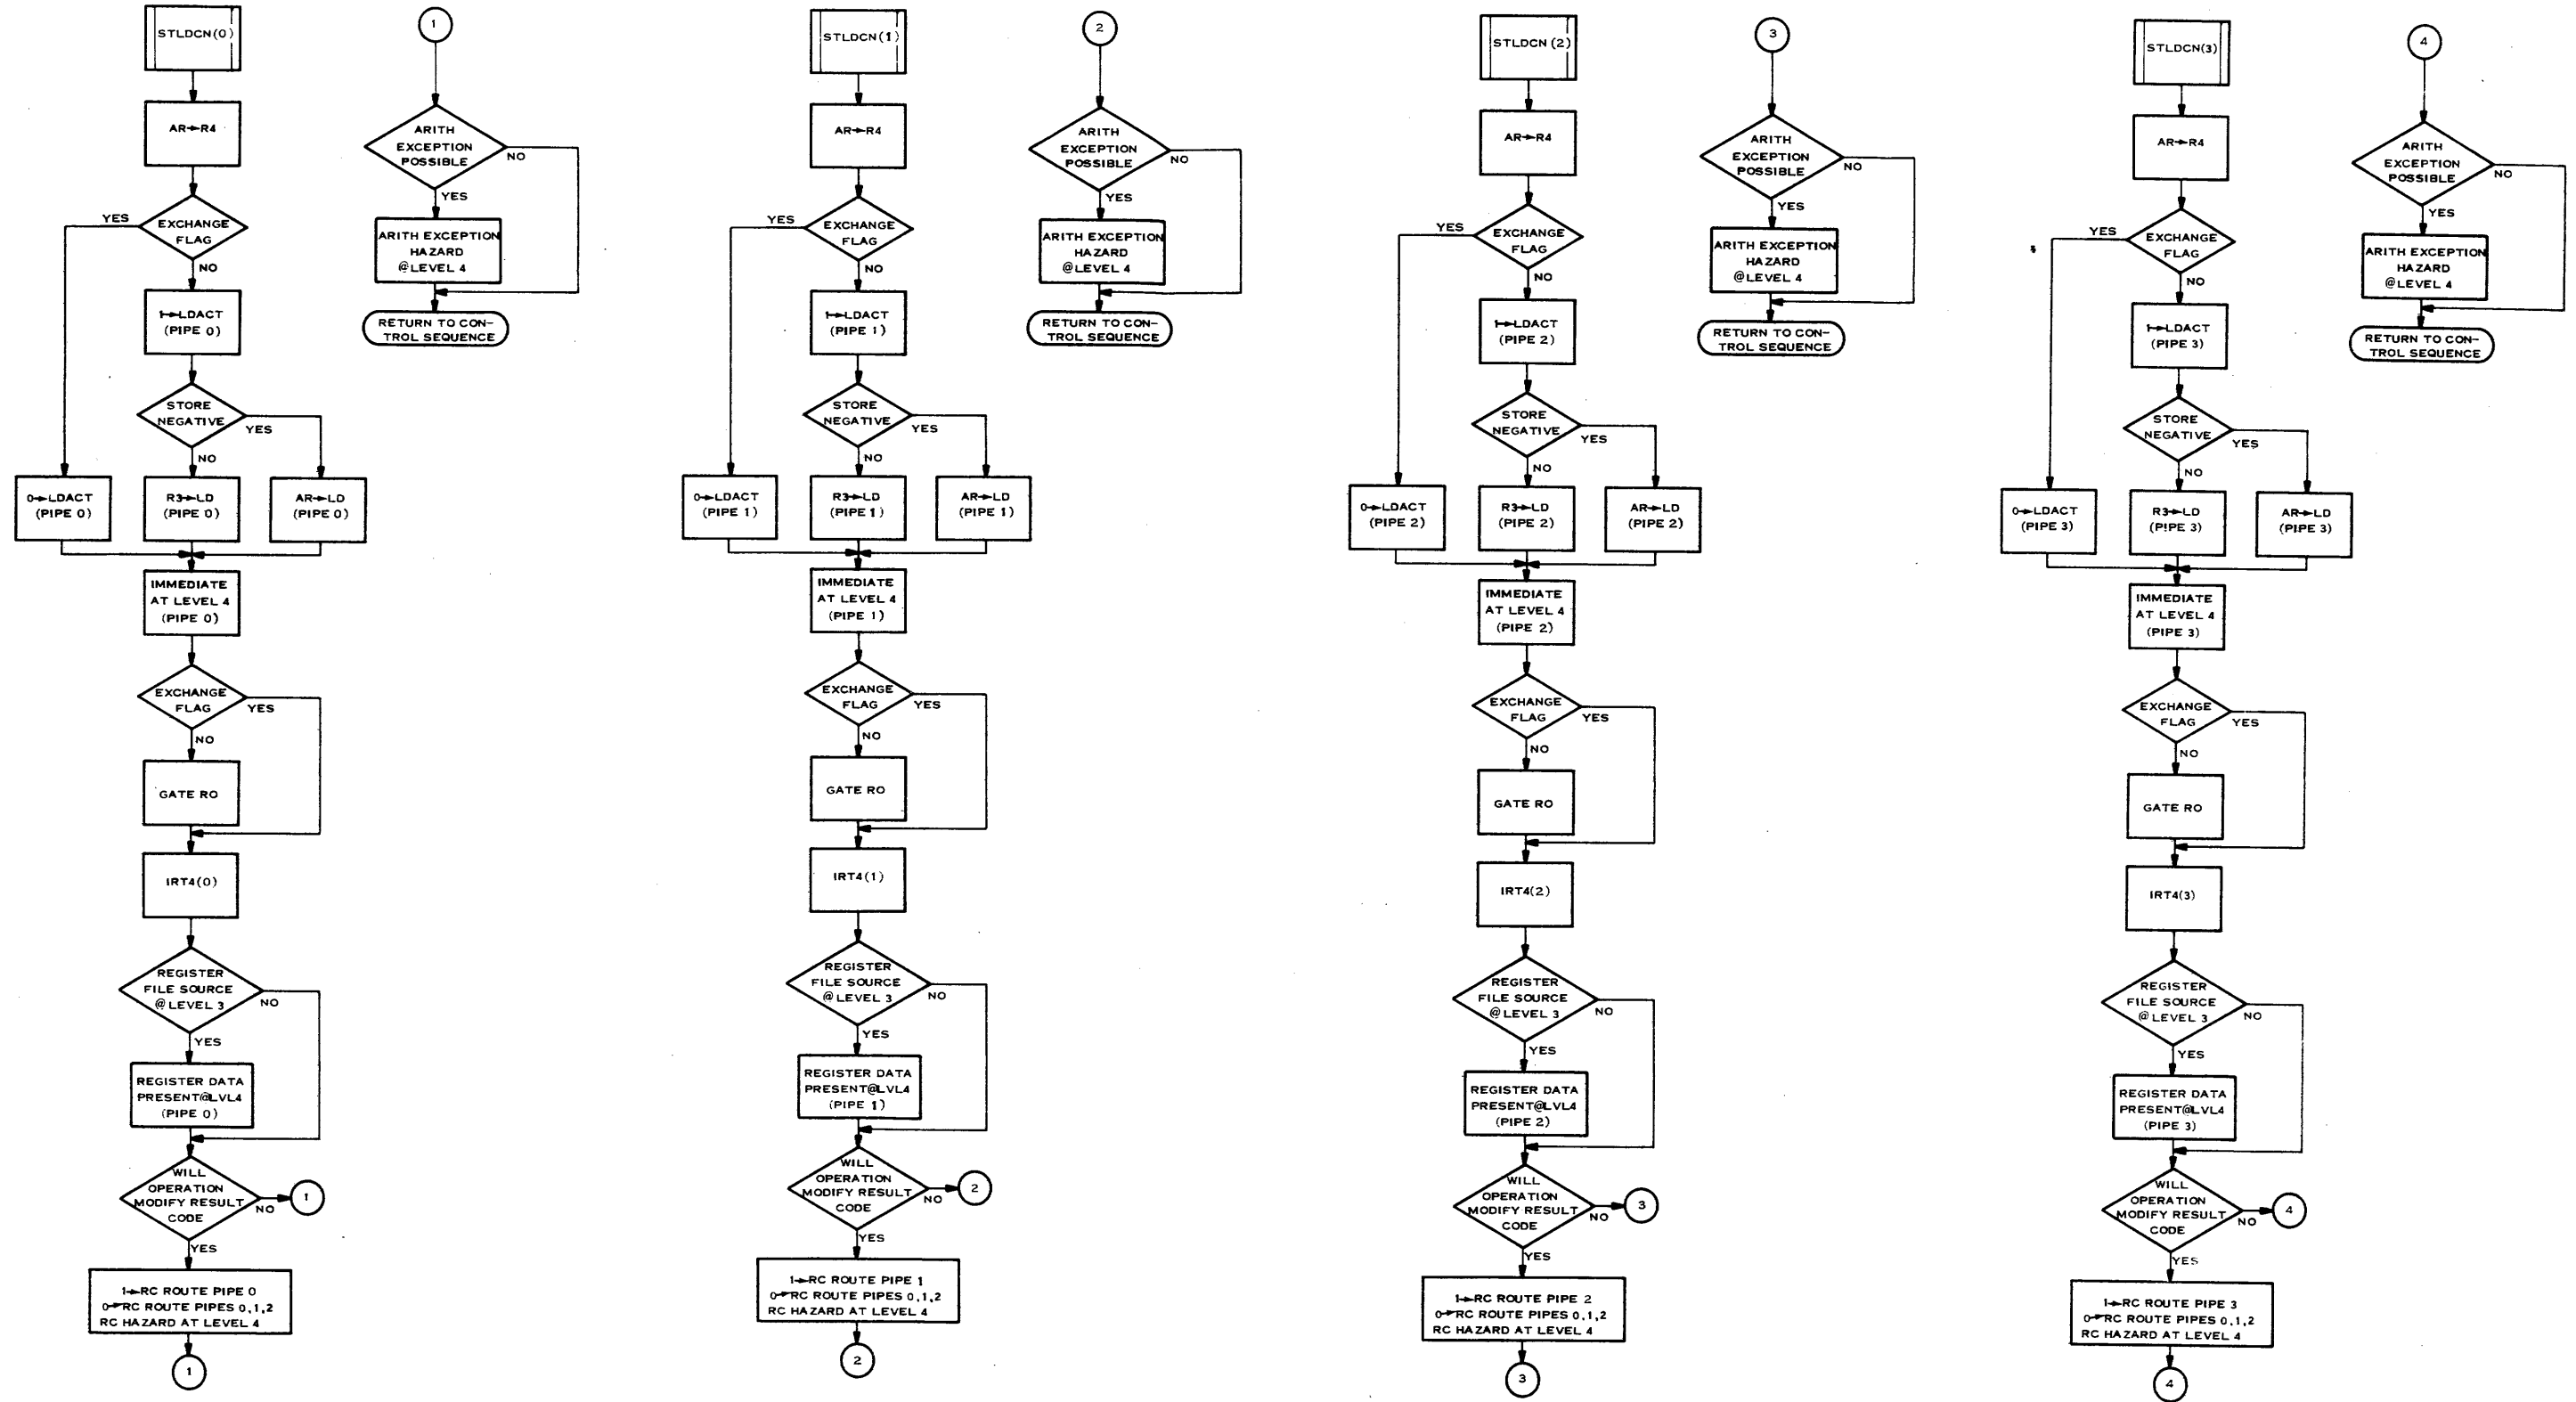 STLDCN(0)
AR→R4
EXCHANGE
FLAG
YES
NO
1→LDACT
(PIPE 0)
STORE
NEGATIVE
YES
NO
0→LDACT
(PIPE 0)
R3→LD
(PIPE 0)
AR→LD
(PIPE 0)
IMMEDIATE
AT LEVEL 4
(PIPE 0)
EXCHANGE
FLAG
YES
NO
GATE RO
IRT4(0)
REGISTER
FILE SOURCE
@ LEVEL 3
NO
YES
REGISTER DATA
PRESENT@LVL4
(PIPE 0)
WILL
OPERATION
MODIFY RESULT
CODE
NO
1
YES
1→RC ROUTE PIPE 0
0→RC ROUTE PIPES 0,1,2
RC HAZARD AT LEVEL 4
1
1
ARITH
EXCEPTION
POSSIBLE
NO
YES
ARITH EXCEPTION
HAZARD
@LEVEL 4
RETURN TO CON-
TROL SEQUENCE
STLDCN(1)
AR→R4
EXCHANGE
FLAG
YES
NO
1→LDACT
(PIPE 1)
STORE
NEGATIVE
YES
NO
0→LDACT
(PIPE 1)
R3→LD
(PIPE 1)
AR→LD
(PIPE 1)
IMMEDIATE
AT LEVEL 4
(PIPE 1)
EXCHANGE
FLAG
YES
NO
GATE RO
IRT4(1)
REGISTER
FILE SOURCE
@ LEVEL 3
NO
YES
REGISTER DATA
PRESENT@LVL4
(PIPE 1)
WILL
OPERATION
MODIFY RESULT
CODE
NO
2
YES
1→RC ROUTE PIPE 1
0→RC ROUTE PIPES 0,1,2
RC HAZARD AT LEVEL 4
2
2
ARITH
EXCEPTION
POSSIBLE
NO
YES
ARITH EXCEPTION
HAZARD
@LEVEL 4
RETURN TO CON-
TROL SEQUENCE
STLDCN(2)
AR→R4
EXCHANGE
FLAG
YES
NO
1→LDACT
(PIPE 2)
STORE
NEGATIVE
YES
NO
0→LDACT
(PIPE 2)
R3→LD
(PIPE 2)
AR→LD
(PIPE 2)
IMMEDIATE
AT LEVEL 4
(PIPE 2)
EXCHANGE
FLAG
YES
NO
GATE RO
IRT4(2)
REGISTER
FILE SOURCE
@ LEVEL 3
NO
YES
REGISTER DATA
PRESENT@LVL4
(PIPE 2)
WILL
OPERATION
MODIFY RESULT
CODE
NO
3
YES
1→RC ROUTE PIPE 2
0→RC ROUTE PIPES 0,1,2
RC HAZARD AT LEVEL 4
3
3
ARITH
EXCEPTION
POSSIBLE
NO
YES
ARITH EXCEPTION
HAZARD
@LEVEL 4
RETURN TO CON-
TROL SEQUENCE
STLDCN(3)
AR→R4
EXCHANGE
FLAG
YES
NO
1→LDACT
(PIPE 3)
STORE
NEGATIVE
YES
NO
0→LDACT
(PIPE 3)
R3→LD
(PIPE 3)
AR→LD
(PIPE 3)
IMMEDIATE
AT LEVEL 4
(PIPE 3)
EXCHANGE
FLAG
YES
NO
GATE RO
IRT4(3)
REGISTER
FILE SOURCE
@ LEVEL 3
NO
YES
REGISTER DATA
PRESENT@LVL4
(PIPE 3)
WILL
OPERATION
MODIFY RESULT
CODE
NO
4
YES
1→RC ROUTE PIPE 3
0→RC ROUTE PIPES 0,1,2
RC HAZARD AT LEVEL 4
4
4
ARITH
EXCEPTION
POSSIBLE
NO
YES
ARITH EXCEPTION
HAZARD
@LEVEL 4
RETURN TO CON-
TROL SEQUENCE